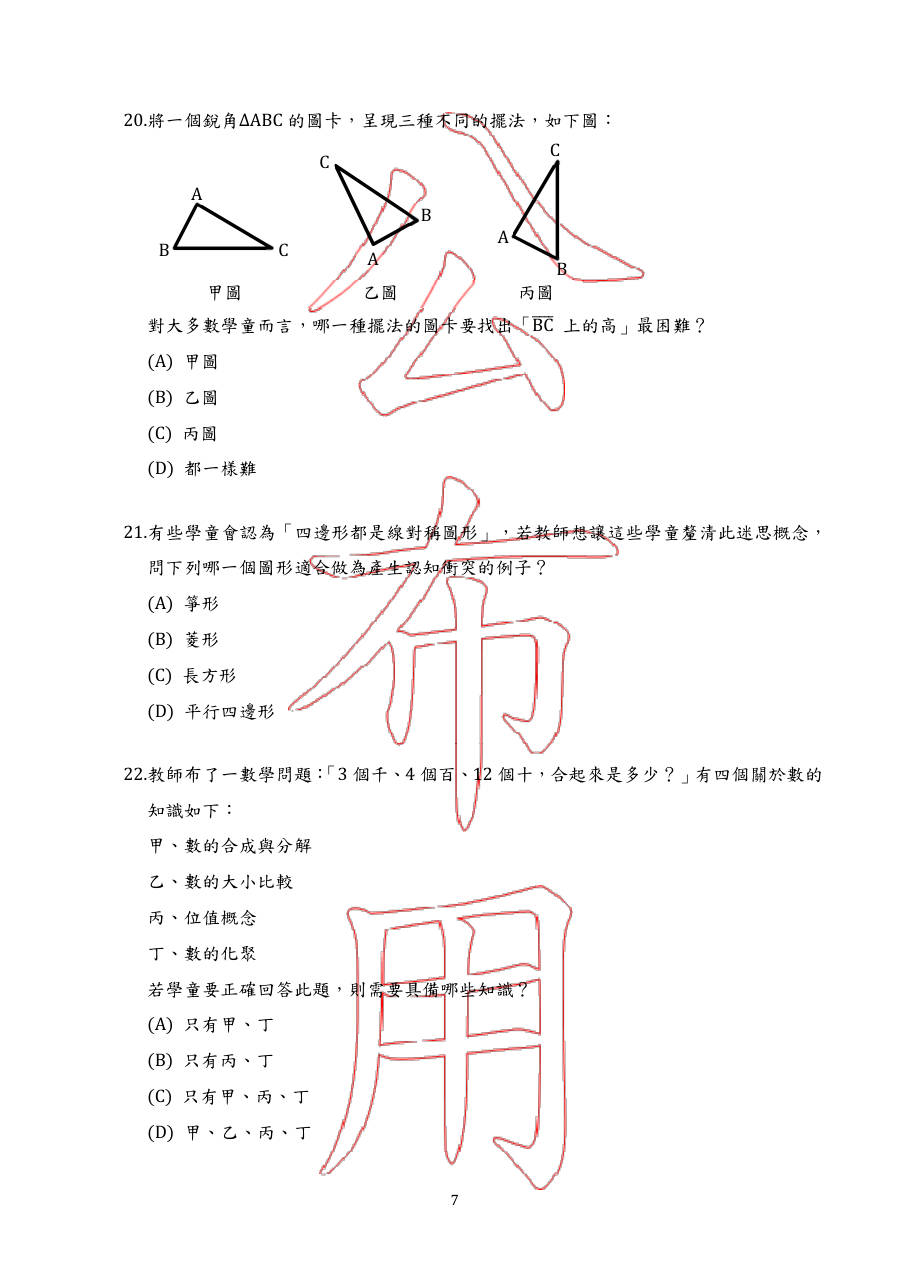 20.將一個銳角ΔABC 的圖卡，呈現三種不同的擺法，如下圖：
A
B
C
甲圖
C
B
A
乙圖
C
A
B
丙圖
對大多數學童而言，哪一種擺法的圖卡要找出「B̅C̅ 上的高」最困難？
(A) 甲圖
(B) 乙圖
(C) 丙圖
(D) 都一樣難
21.有些學童會認為「四邊形都是線對稱圖形」，若教師想讓這些學童釐清此迷思概念，
問下列哪一個圖形適合做為產生認知衝突的例子？
(A) 箏形
(B) 菱形
(C) 長方形
(D) 平行四邊形
22.教師布了一數學問題：「3 個千、4 個百、12 個十，合起來是多少？」有四個關於數的
知識如下：
甲、數的合成與分解
乙、數的大小比較
丙、位值概念
丁、數的化聚
若學童要正確回答此題，則需要具備哪些知識？
(A) 只有甲、丁
(B) 只有丙、丁
(C) 只有甲、丙、丁
(D) 甲、乙、丙、丁
7
公
布
用